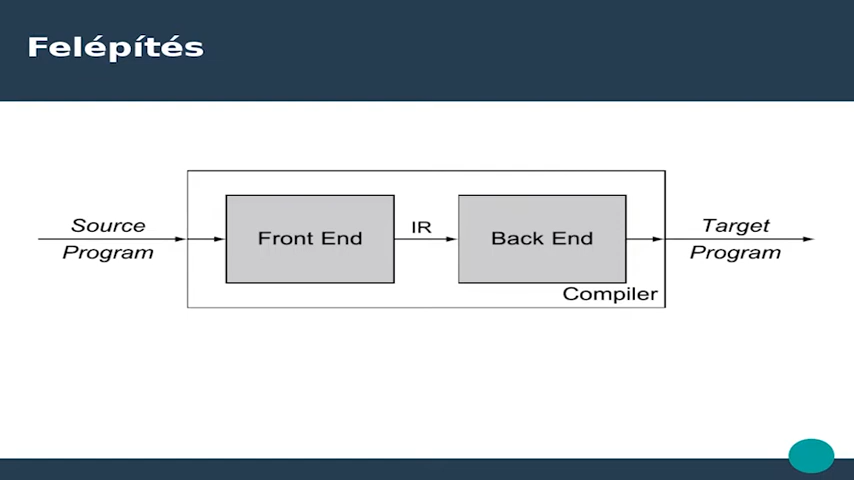 Felépítés
Source
Program
Front End
IR
Back End
Compiler
Target
Program